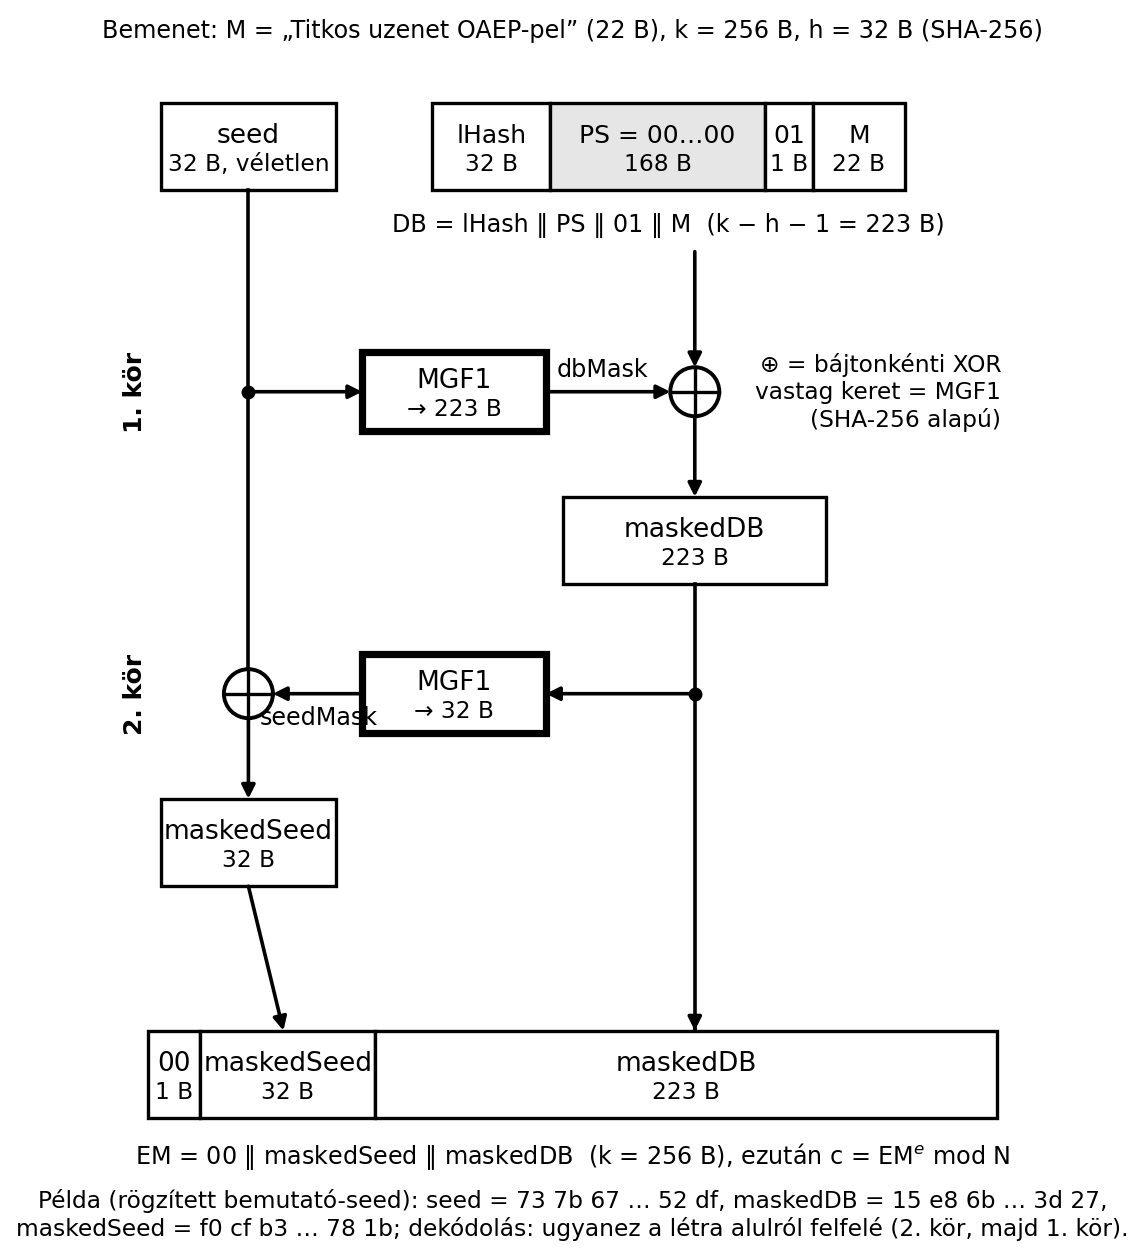 Bemenet: M = „Titkos uzenet OAEP-pel” (22 B), k = 256 B, h = 32 B (SHA-256)
seed
32 B, véletlen
lHash
32 B
PS = 00…00
168 B
01
1 B
M
22 B
DB = lHash ‖ PS ‖ 01 ‖ M (k − h − 1 = 223 B)
1. kör
MGF1
→ 223 B
dbMask
⊕ = bájtonkénti XOR
vastag keret = MGF1
(SHA-256 alapú)
maskedDB
223 B
2. kör
seedMask
MGF1
→ 32 B
maskedSeed
32 B
00
1 B
maskedSeed
32 B
maskedDB
223 B
EM = 00 ‖ maskedSeed ‖ maskedDB (k = 256 B), ezután c = EM^e mod N
Példa (rögzített bemutató-seed): seed = 73 7b 67 … 52 df, maskedDB = 15 e8 6b … 3d 27,
maskedSeed = f0 cf b3 … 78 1b; dekódolás: ugyanez a létra alulról felfelé (2. kör, majd 1. kör).